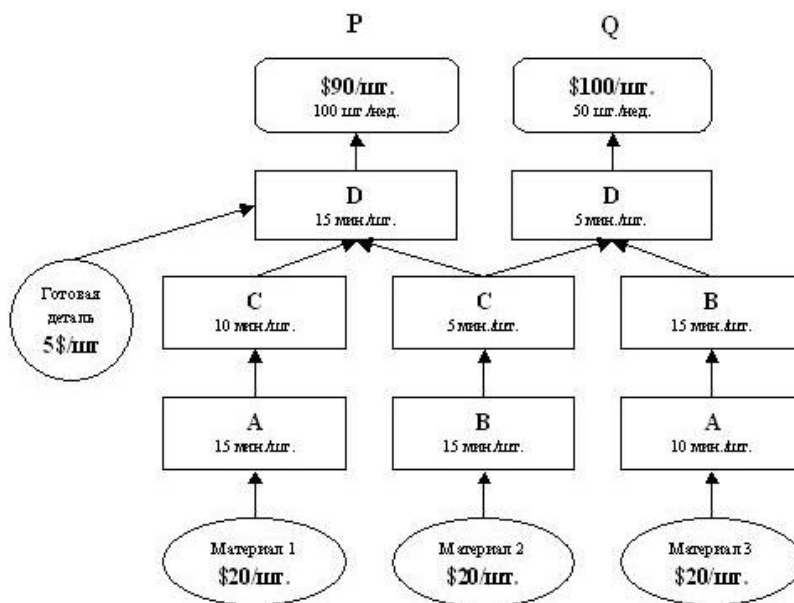 P
Q
$90/шт.
100 шт/нед.
$100/шт.
50 шт./нед.
D
15 мин./шт.
D
5 мин./шт.
Готовая
деталь
5$/шт
C
10 мин./шт.
C
5 мин./шт.
B
15 мин./шт.
A
15 мин./шт.
B
15 мин./шт.
A
10 мин./шт.
Материал 1
$20/шт.
Материал 2
$20/шт.
Материал 3
$20/шт.